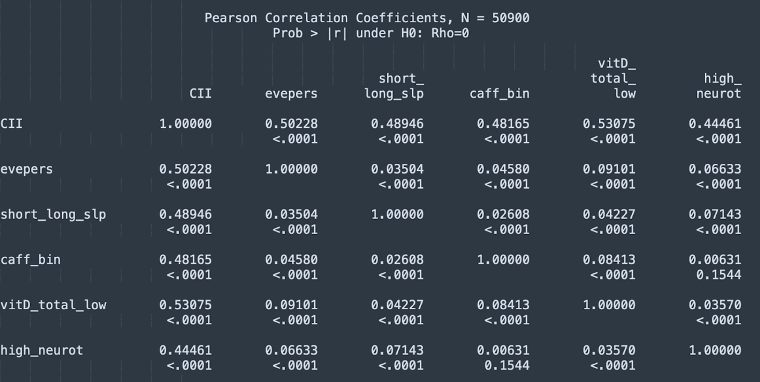 Pearson Correlation Coefficients, N = 50900
Prob > |r| under H0: Rho=0
vitD_
short_ total_ high_
CII evepers long_slp caff_bin low neurot
CII 1.00000 0.50228 0.48946 0.48165 0.53075 0.44461
<.0001 <.0001 <.0001 <.0001 <.0001
evepers 0.50228 1.00000 0.03504 0.04580 0.09101 0.06633
<.0001 <.0001 <.0001 <.0001 <.0001
short_long_slp 0.48946 0.03504 1.00000 0.02608 0.04227 0.07143
<.0001 <.0001 <.0001 <.0001 <.0001
caff_bin 0.48165 0.04580 0.02608 1.00000 0.08413 0.00631
<.0001 <.0001 <.0001 <.0001 0.1544
vitD_total_low 0.53075 0.09101 0.04227 0.08413 1.00000 0.03570
<.0001 <.0001 <.0001 <.0001 <.0001
high_neurot 0.44461 0.06633 0.07143 0.00631 0.03570 1.00000
<.0001 <.0001 <.0001 0.1544 <.0001